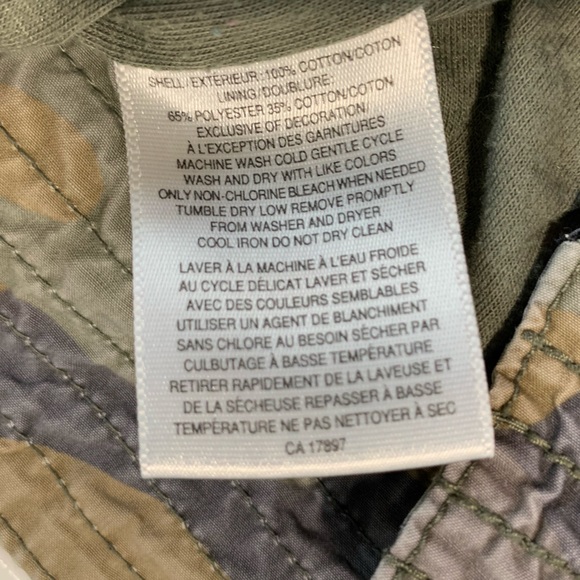 SHELL/EXTÉRIEUR: 100% COTTON/COTON
LINING/DOUBLURE:
65% POLYESTER 35% COTTON/COTON
EXCLUSIVE OF DECORATION/
À L'EXCEPTION DES GARNITURES
MACHINE WASH COLD GENTLE CYCLE
WASH AND DRY WITH LIKE COLORS
ONLY NON-CHLORINE BLEACH WHEN NEEDED
TUMBLE DRY LOW REMOVE PROMPTLY
FROM WASHER AND DRYER
COOL IRON DO NOT DRY CLEAN
LAVER À LA MACHINE À L'EAU FROIDE
AU CYCLE DÉLICAT LAVER ET SÉCHER
AVEC DES COULEURS SEMBLABLES
UTILISER UN AGENT DE BLANCHIMENT
SANS CHLORE AU BESOIN SÉCHER PAR
CULBUTAGE À BASSE TEMPÉRATURE
RETIRER RAPIDEMENT DE LA LAVEUSE ET
DE LA SÉCHEUSE REPASSER À BASSE
TEMPÉRATURE NE PAS NETTOYER À SEC
CA 17897